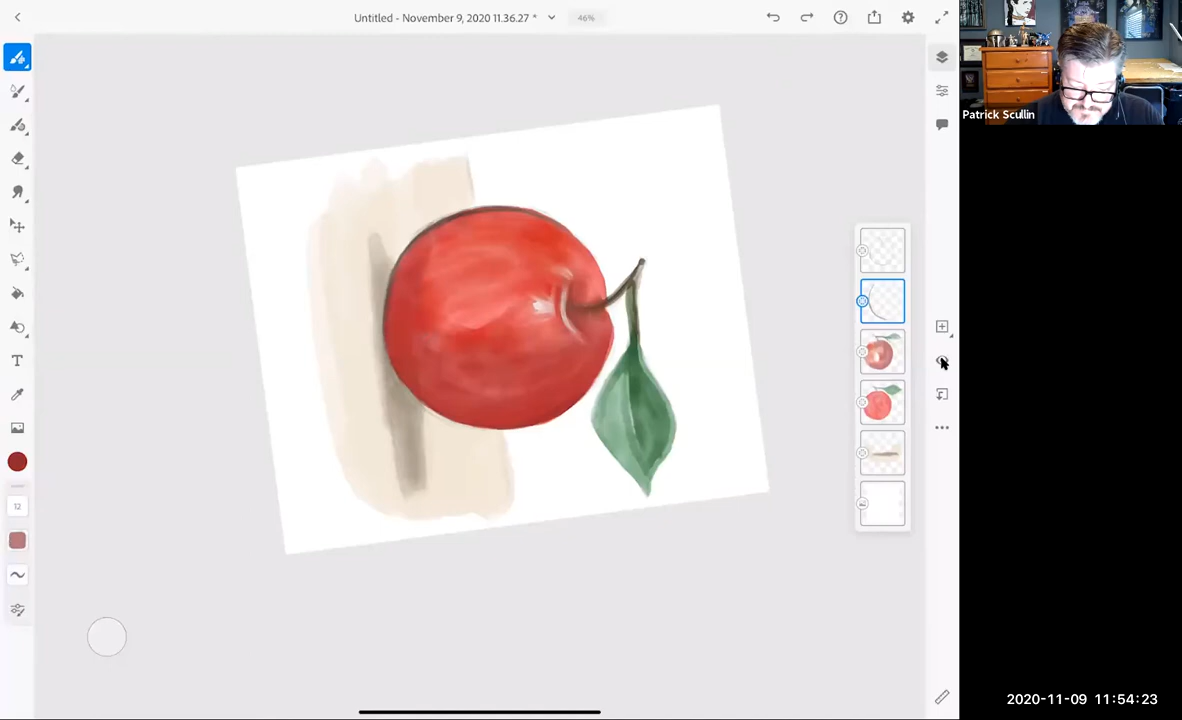 Untitled - November 9, 2020 11.36.27 *
46%
Patrick Scullin
T
12
2020-11-09 11:54:23